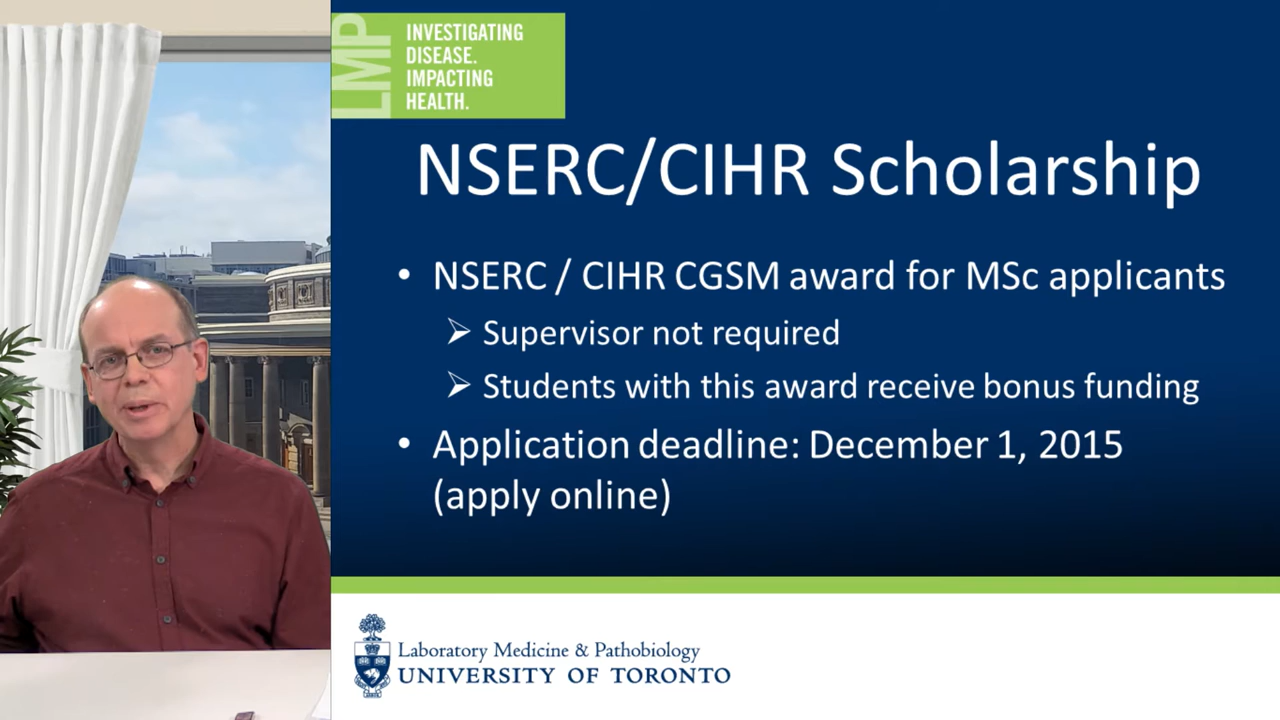 LMP
INVESTIGATING
DISEASE.
IMPACTING
HEALTH.
NSERC/CIHR Scholarship
• NSERC / CIHR CGSM award for MSc applicants
➢ Supervisor not required
➢ Students with this award receive bonus funding
• Application deadline: December 1, 2015
(apply online)
Laboratory Medicine & Pathobiology
UNIVERSITY OF TORONTO